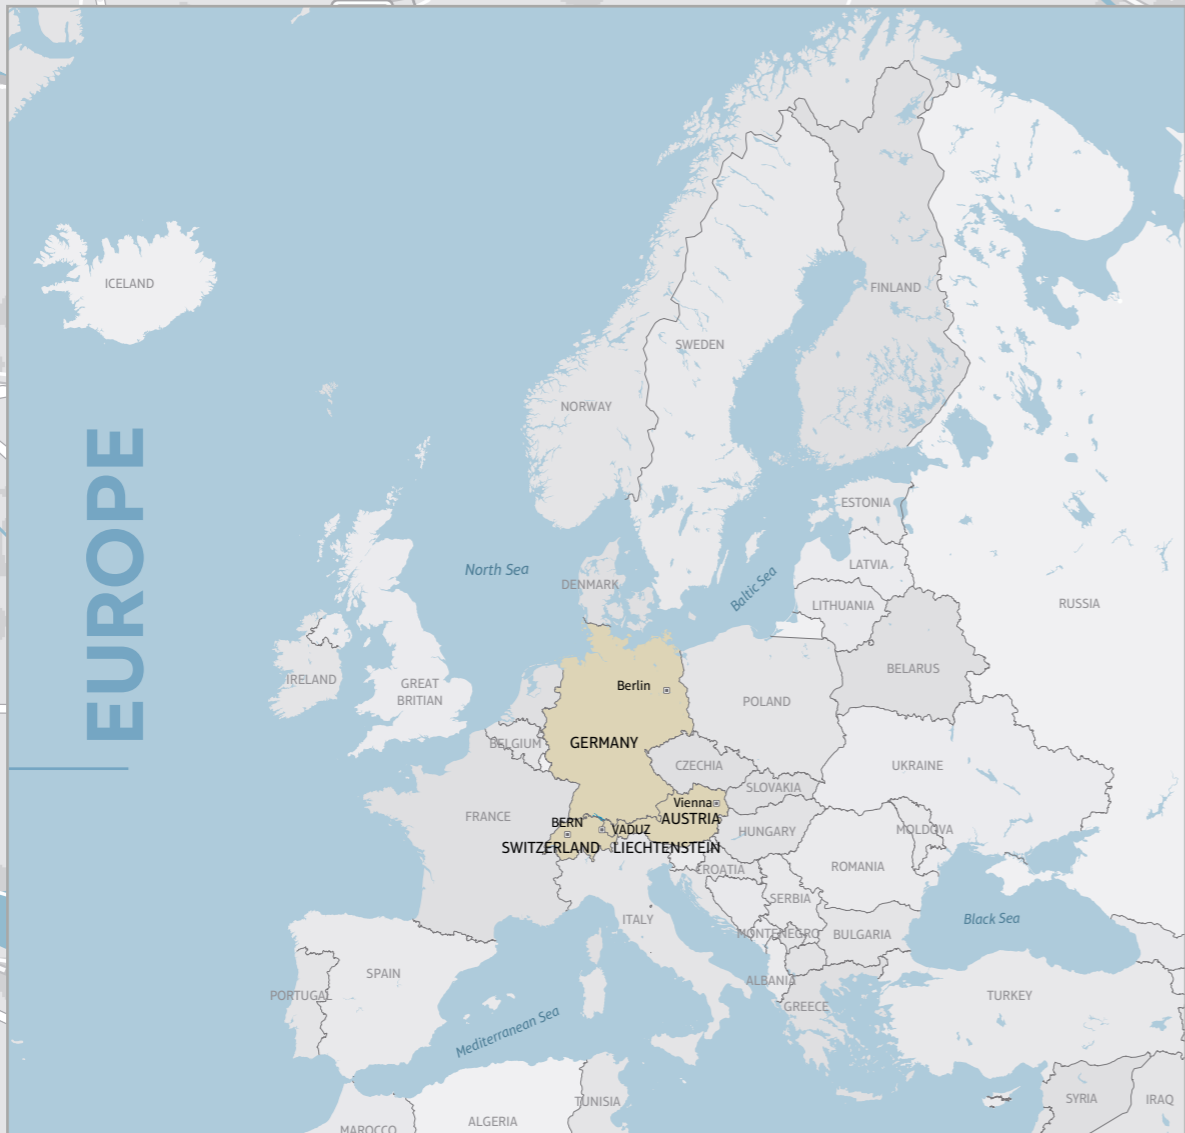 ICELAND
FINLAND
SWEDEN
NORWAY
EUROPE
ESTONIA
North Sea
LATVIA
DENMARK
Baltic Sea
LITHUANIA
RUSSIA
BELARUS
IRELAND
GREAT
BRITIAN
Berlin
POLAND
BELGIUM
GERMANY
CZECHIA
UKRAINE
SLOVAKIA
Vienna
FRANCE
AUSTRIA
BERN
VADUZ
HUNGARY
MOLDOVA
SWITZERLAND
LIECHTENSTEIN
CROATIA
ROMANIA
SERBIA
ITALY
Black Sea
MONTENEGRO
BULGARIA
SPAIN
ALBANIA
PORTUGAL
TURKEY
GREECE
Mediterranean Sea
TUNISIA
SYRIA
IRAQ
ALGERIA
MAROCCO